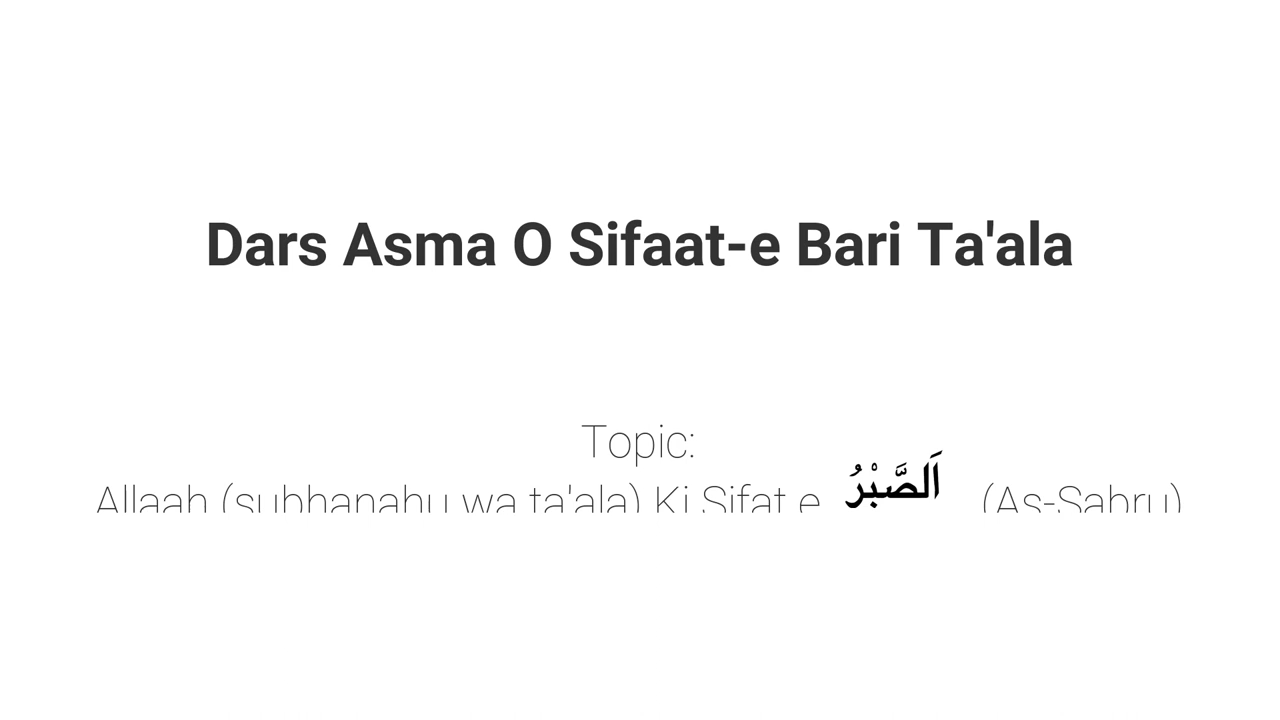 Dars Asma O Sifaat-e Bari Ta'ala
Topic:
Allaah (subhanahu wa ta'ala) Ki Sifat e اَلصَّبْرُ (As-Sabru)